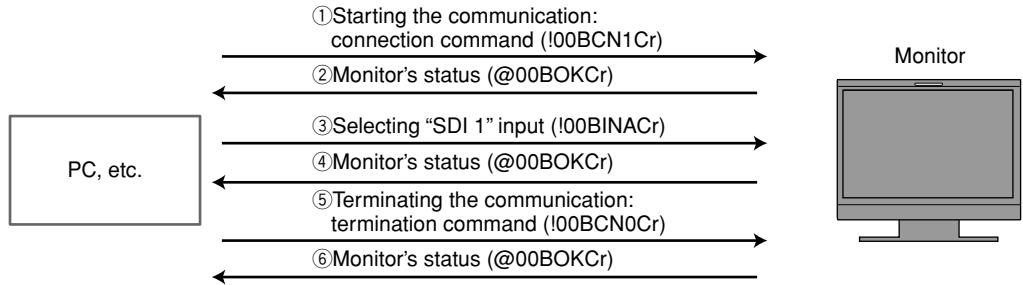 ①Starting the communication:
connection command (!00BCN1Cr)
Monitor
②Monitor's status (@00BOKCr)
③Selecting “SDI 1” input (!00BINACr)
PC, etc.
④Monitor's status (@00BOKCr)
⑤Terminating the communication:
termination command (!00BCN0Cr)
⑥Monitor's status (@00BOKCr)